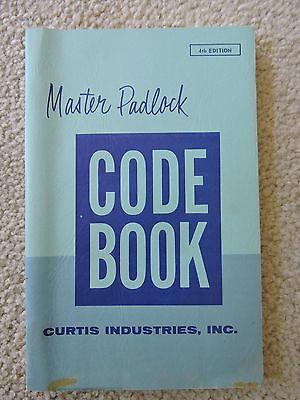 4th EDITION
Master Padlock
CODE
BOOK
CURTIS INDUSTRIES, INC.